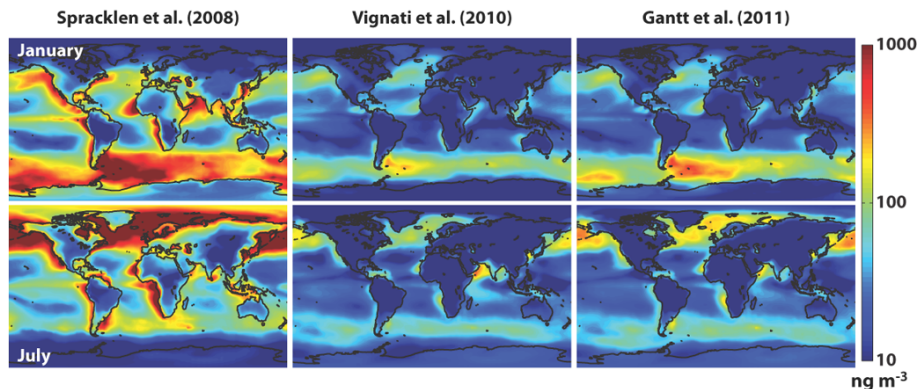 Spracklen et al. (2008) Vignati et al. (2010) Gantt et al. (2011)
January
1000
100
July
10
ng m⁻³